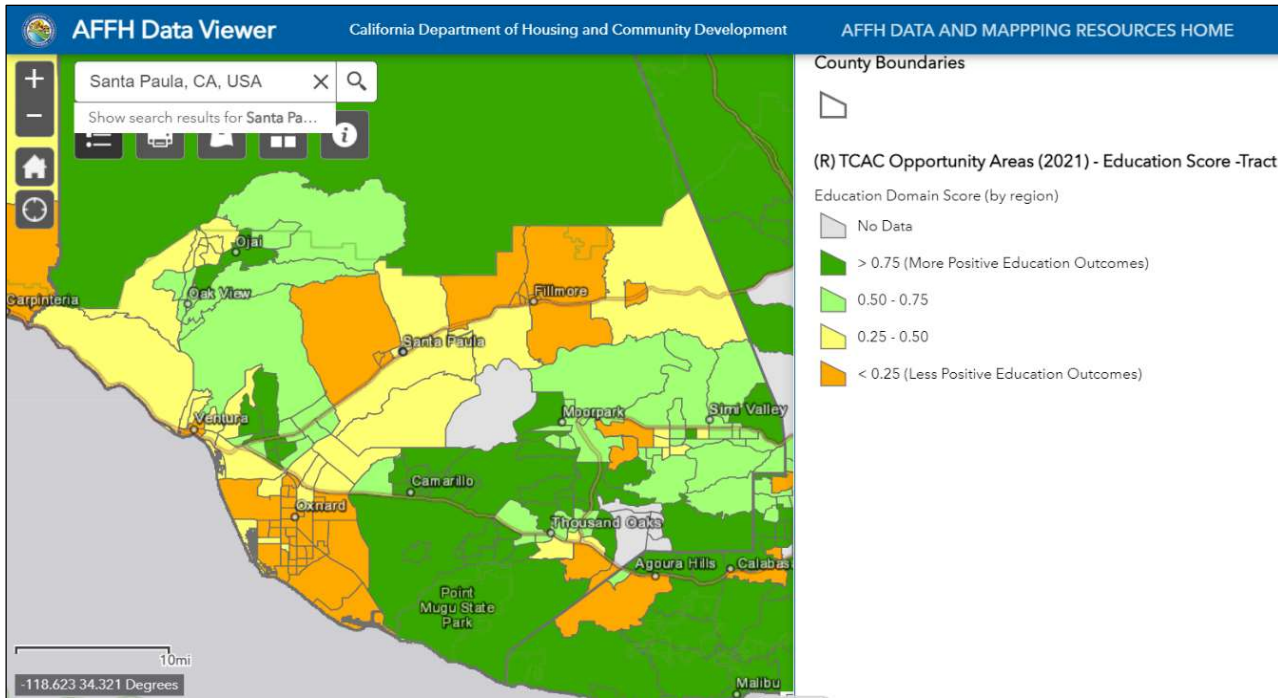 AFFH Data Viewer
California Department of Housing and Community Development
AFFH DATA AND MAPPPING RESOURCES HOME
+
Santa Paula, CA, USA
Show search results for Santa Pa...
−
County Boundaries
(R) TCAC Opportunity Areas (2021) - Education Score -Tract
Education Domain Score (by region)
No Data
> 0.75 (More Positive Education Outcomes)
0.50 - 0.75
0.25 - 0.50
< 0.25 (Less Positive Education Outcomes)
Ojai
Oak View
Carpinteria
Fillmore
Santa Paula
Ventura
Moorpark
Simi Valley
Camarillo
Oxnard
Thousand Oaks
Agoura Hills
Calabas
Point
Mugu State
Park
10mi
-118.623 34.321 Degrees
Malibu